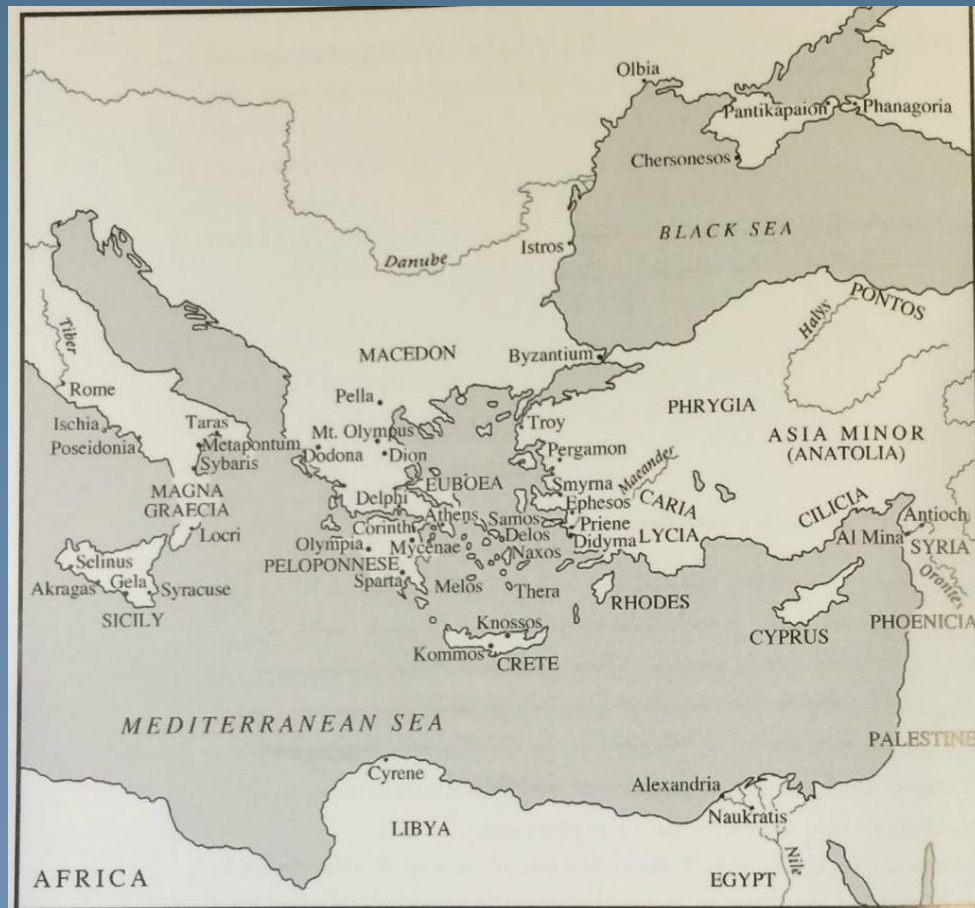 Olbia
Pantikapaion
Phanagoria
Chersonesos
BLACK SEA
Istros
Danube
PONTOS
Halys
Tiber
MACEDON
Byzantium
Rome
Pella
PHRYGIA
Ischia
Taras
Mt. Olympus
Troy
ASIA MINOR
(ANATOLIA)
Poseidonia
Metapontum
Dodona
Dion
Pergamon
Sybaris
Maeander
EUBOEA
Smyrna
MAGNA
GRAECIA
Delphi
Ephesos
CARIA
CILICIA
Antioch
Athens
Samos
Corinth
Priene
Locri
Delos
Didyma
LYCIA
Al Mina
SYRIA
Olympia
Mycenae
Naxos
Selinus
PELOPONNESE
Orontes
Akragas
Gela
Syracuse
Sparta
Melos
Thera
RHODES
SICILY
PHOENICIA
Knossos
CYPRUS
Kommos
CRETE
MEDITERRANEAN SEA
PALESTINE
Cyrene
Alexandria
Naukratis
LIBYA
Nile
AFRICA
EGYPT